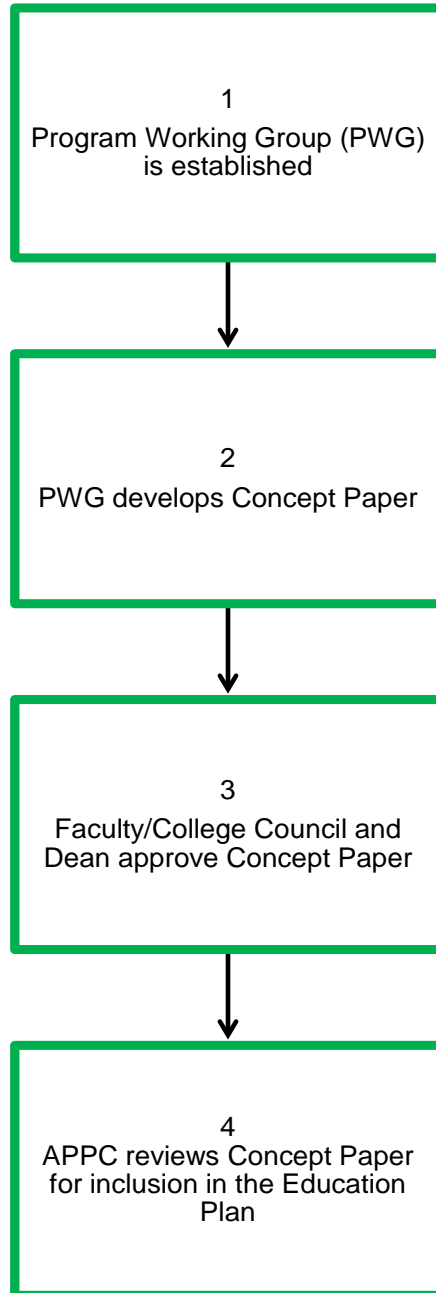 1
Program Working Group (PWG)
is established
2
PWG develops Concept Paper
3
Faculty/College Council and
Dean approve Concept Paper
4
APPC reviews Concept Paper
for inclusion in the Education
Plan